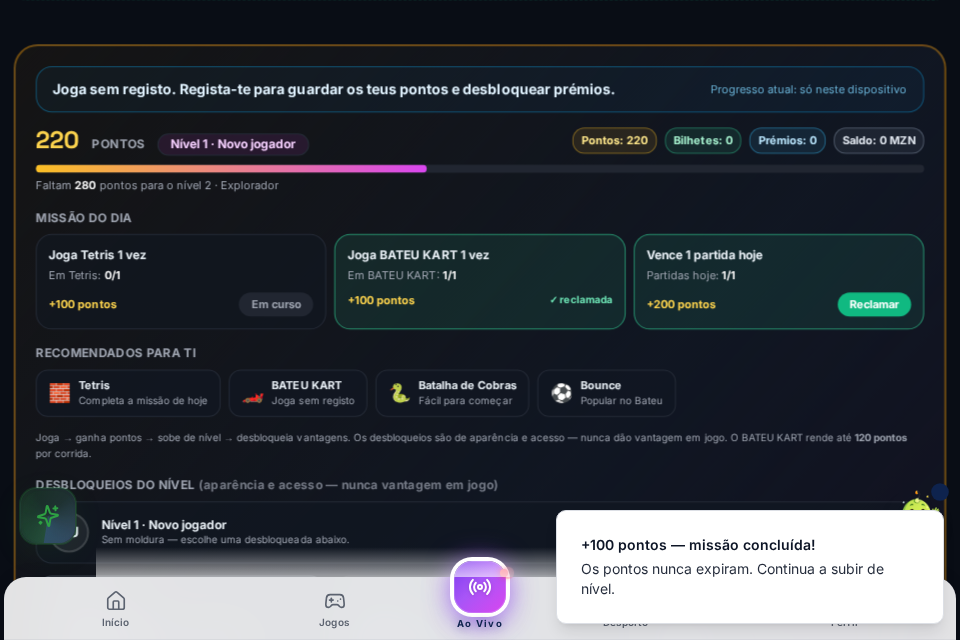 Joga sem registo. Regista-te para guardar os teus pontos e desbloquear prémios.
Progresso atual: só neste dispositivo
220 PONTOS Nível 1 · Novo jogador
Pontos: 220 Bilhetes: 0 Prémios: 0 Saldo: 0 MZN
Faltam 280 pontos para o nível 2 · Explorador
MISSÃO DO DIA
Joga Tetris 1 vez
Em Tetris: 0/1
+100 pontos Em curso
Joga BATEU KART 1 vez
Em BATEU KART: 1/1
+100 pontos ✓ reclamada
Vence 1 partida hoje
Partidas hoje: 1/1
+200 pontos Reclamar
RECOMENDADOS PARA TI
Tetris
Completa a missão de hoje
BATEU KART
Joga sem registo
Batalha de Cobras
Fácil para começar
Bounce
Popular no Bateu
Joga → ganha pontos → sobe de nível → desbloqueia vantagens. Os desbloqueios são de aparência e acesso — nunca dão vantagem em jogo. O BATEU KART rende até 120 pontos
por corrida.
DESBLOQUEIOS DO NÍVEL (aparência e acesso — nunca vantagem em jogo)
Nível 1 · Novo jogador
Sem moldura — escolhe uma desbloqueada abaixo.
+100 pontos — missão concluída!
Os pontos nunca expiram. Continua a subir de
nível.
Início
Jogos
Ao Vivo